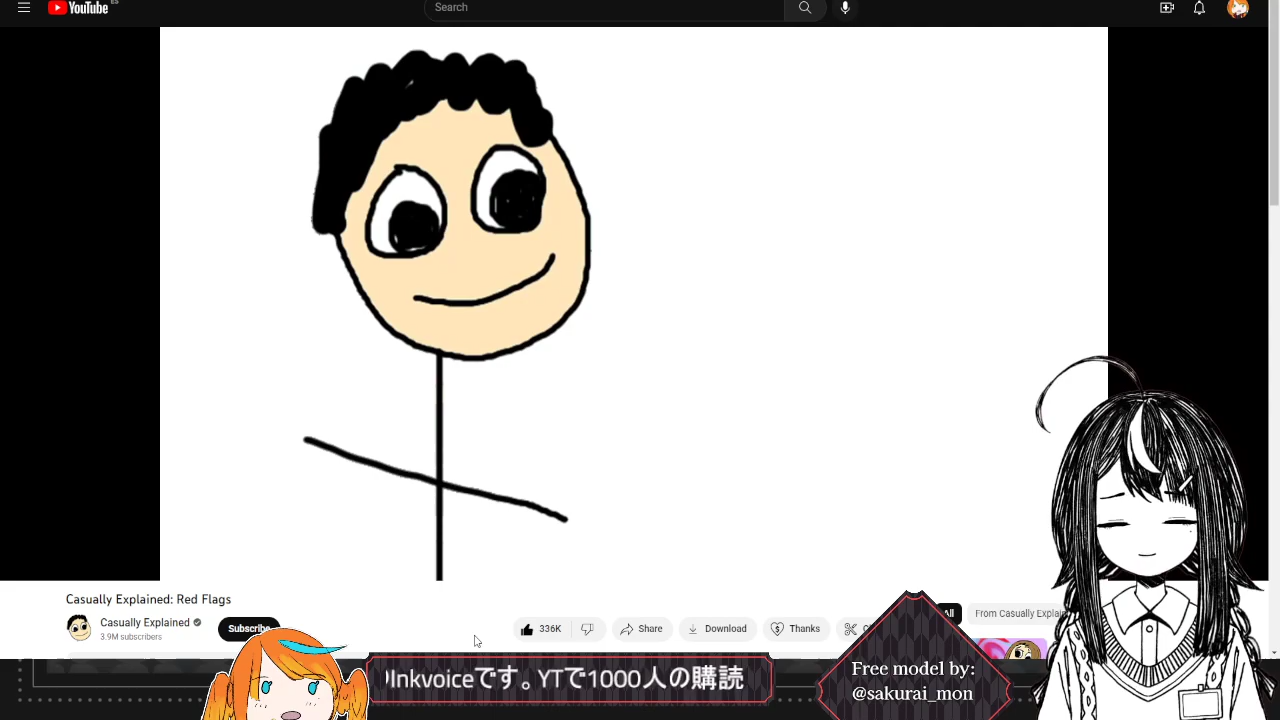 YouTube ES
Search
Casually Explained: Red Flags
Casually Explained
3.9M subscribers
Subscribe
336K
Share
Download
Thanks
All
From Casually Explain
Inkvoiceです。YTで1000人の購読
Free model by:
@sakurai_mon